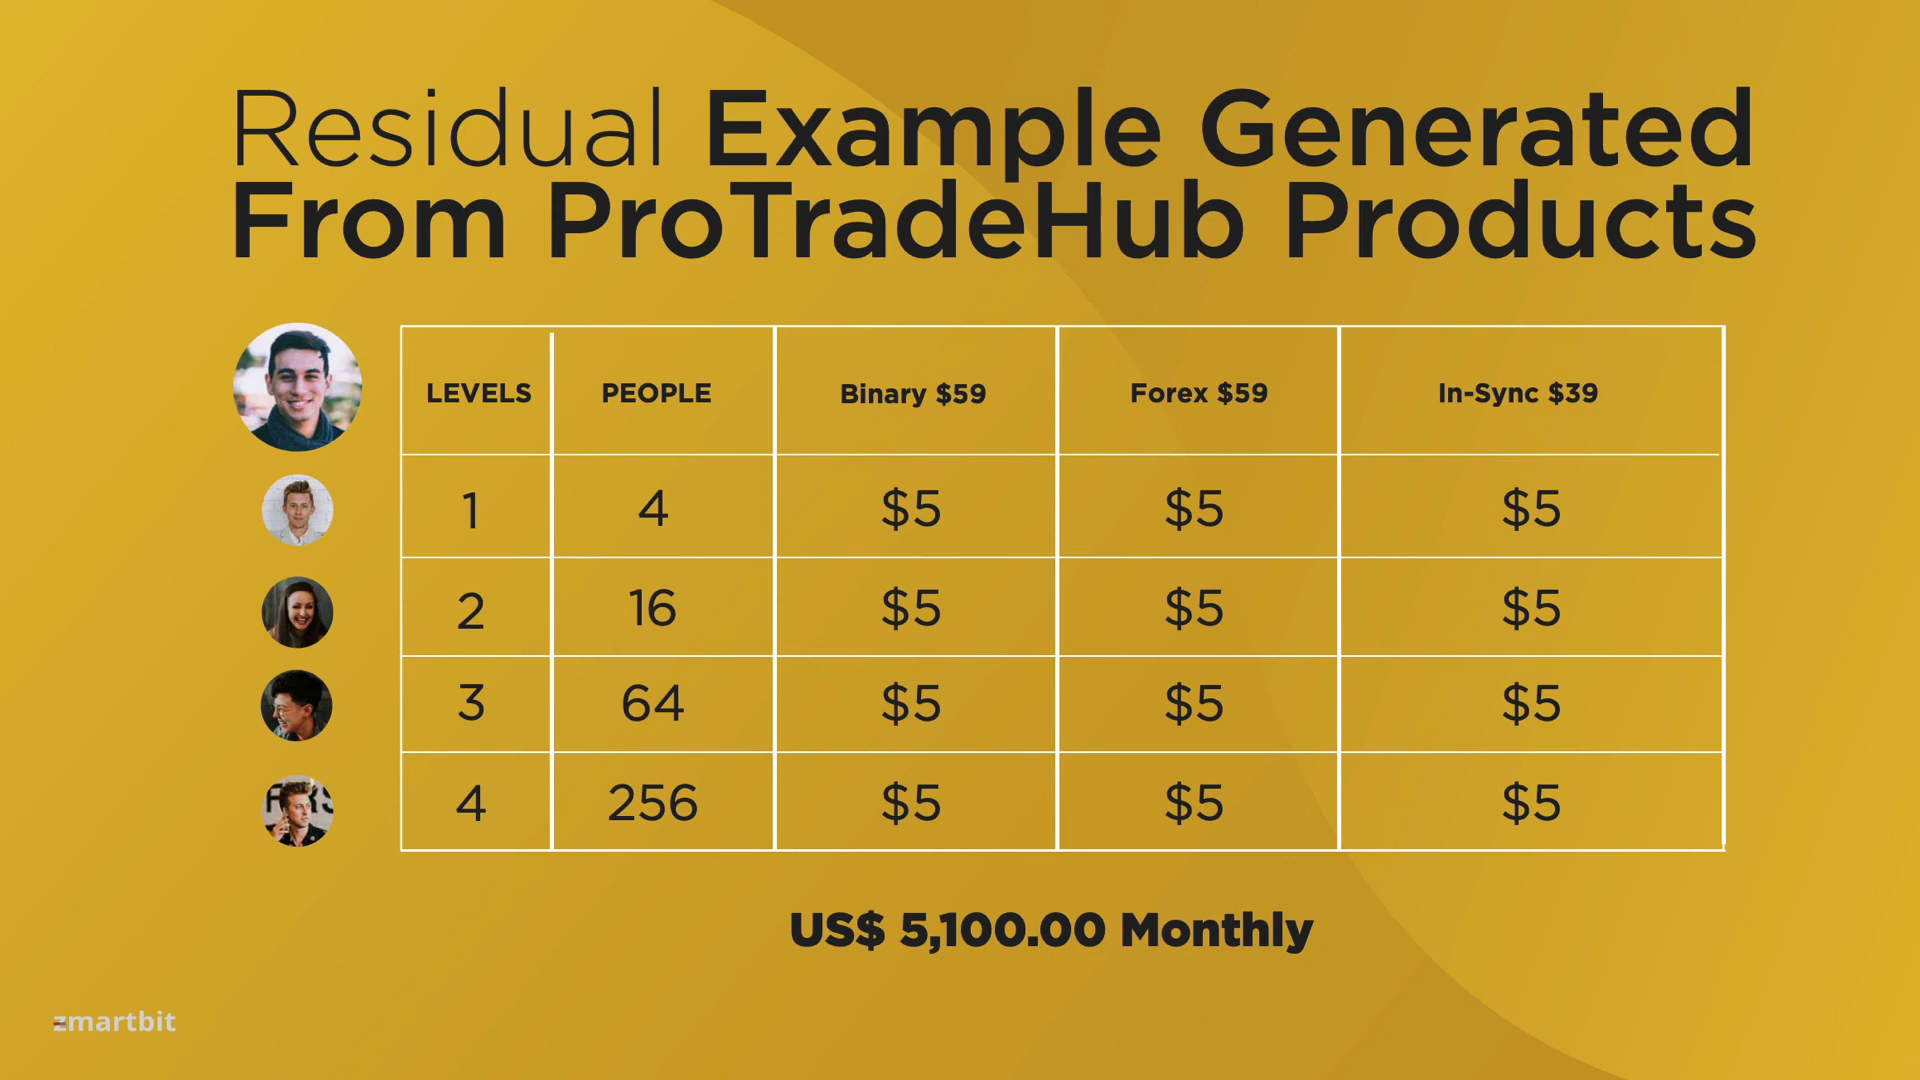 Residual Example Generated
From ProTradeHub Products
LEVELS PEOPLE Binary $59 Forex $59 In-Sync $39
1 4 $5 $5 $5
2 16 $5 $5 $5
3 64 $5 $5 $5
4 256 $5 $5 $5
US$ 5,100.00 Monthly
zmartbit